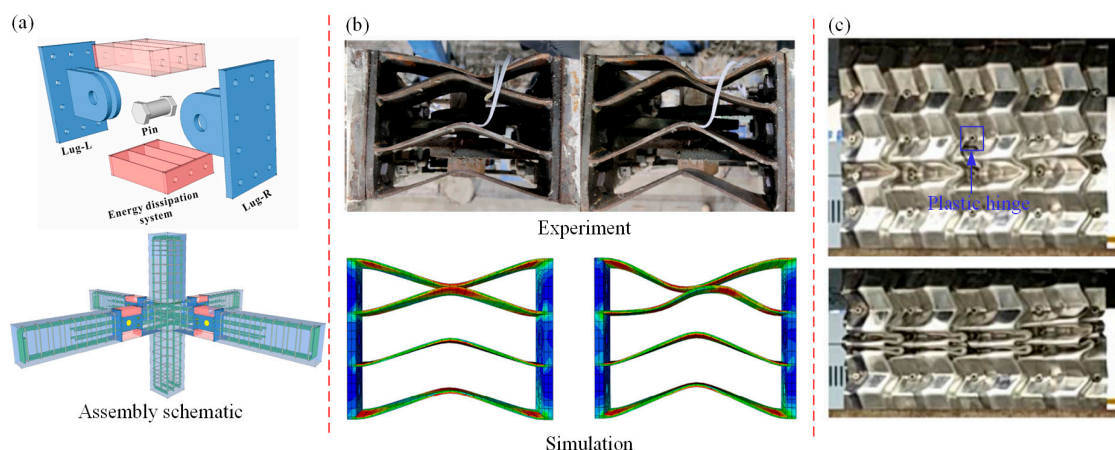 (a)
Lug-L
Pin
Energy dissipation
system
Lug-R
Assembly schematic
(b)
Experiment
Simulation
(c)
Plastic hinge